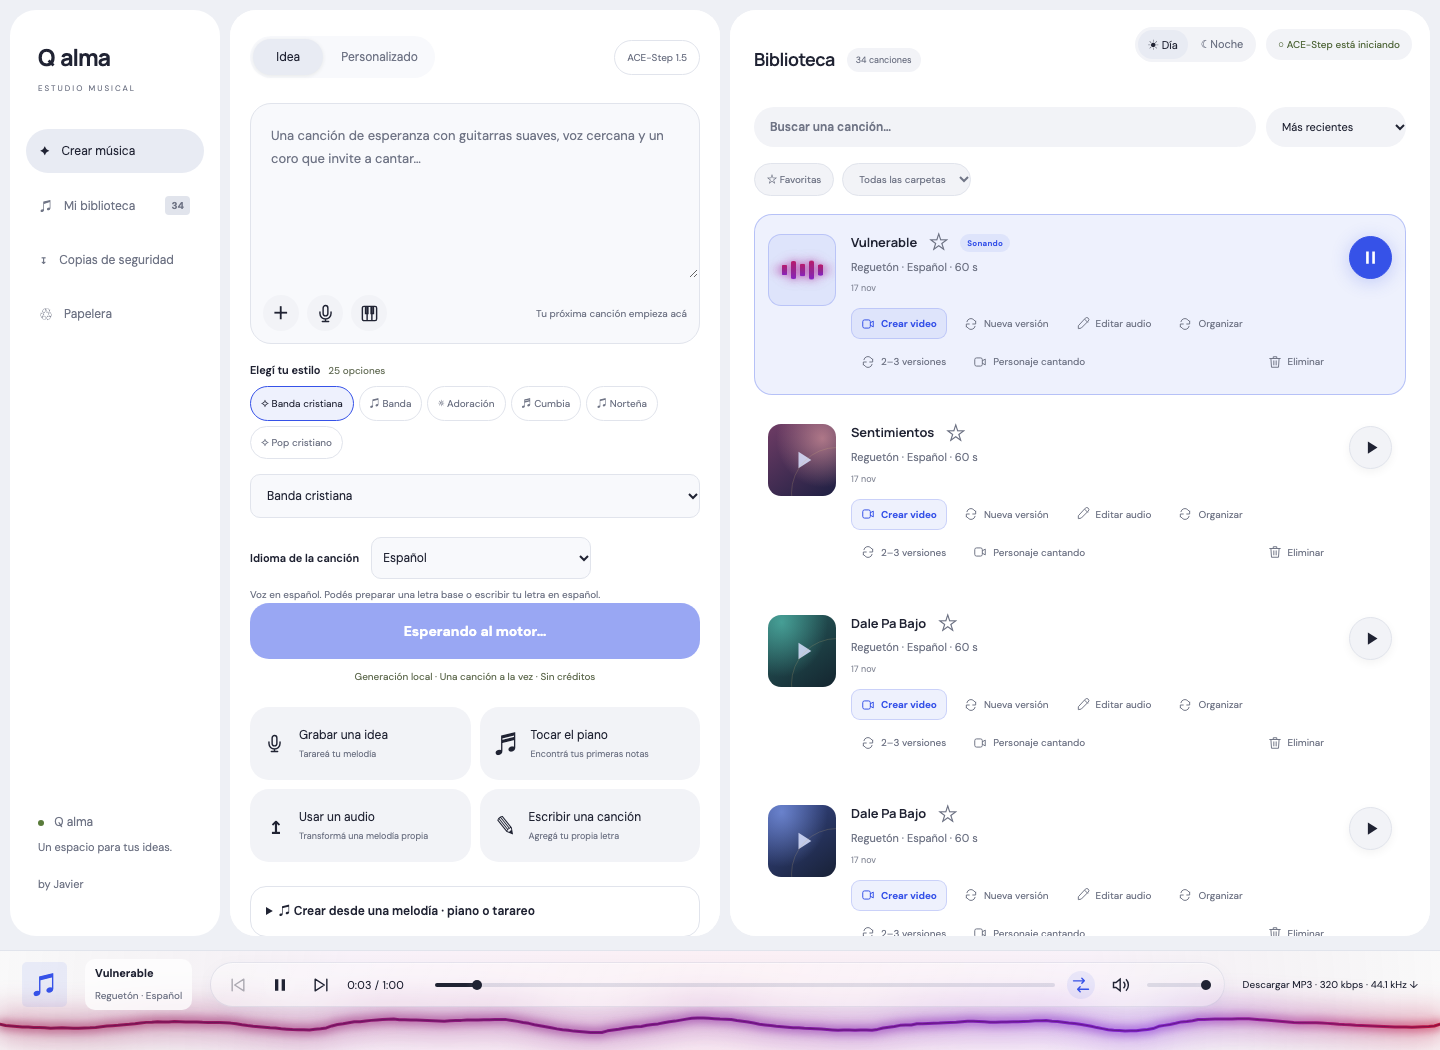 Q alma
ESTUDIO MUSICAL
Crear música
Mi biblioteca 34
Copias de seguridad
Papelera
Q alma
Un espacio para tus ideas.
by Javier
Idea Personalizado ACE-Step 1.5
Una canción de esperanza con guitarras suaves, voz cercana y un
coro que invite a cantar…
Tu próxima canción empieza acá
Elegí tu estilo 25 opciones
Banda cristiana Banda Adoración Cumbia Norteña
Pop cristiano
Banda cristiana
Idioma de la canción Español
Voz en español. Podés preparar una letra base o escribir tu letra en español.
Esperando al motor…
Generación local · Una canción a la vez · Sin créditos
Grabar una idea
Tarareá tu melodía
Tocar el piano
Encontrá tus primeras notas
Usar un audio
Transformá una melodía propia
Escribir una canción
Agregá tu propia letra
Crear desde una melodía · piano o tarareo
Biblioteca 34 canciones
Día Noche ACE-Step está iniciando
Buscar una canción… Más recientes
Favoritas Todas las carpetas
Vulnerable Sonando
Reguetón · Español · 60 s
17 nov
Crear video Nueva versión Editar audio Organizar
2–3 versiones Personaje cantando Eliminar
Sentimientos
Reguetón · Español · 60 s
17 nov
Crear video Nueva versión Editar audio Organizar
2–3 versiones Personaje cantando Eliminar
Dale Pa Bajo
Reguetón · Español · 60 s
17 nov
Crear video Nueva versión Editar audio Organizar
2–3 versiones Personaje cantando Eliminar
Dale Pa Bajo
Reguetón · Español · 60 s
17 nov
Crear video Nueva versión Editar audio Organizar
2–3 versiones Personaje cantando Eliminar
Vulnerable
Reguetón · Español
0:03 / 1:00
Descargar MP3 · 320 kbps · 44.1 kHz ↓